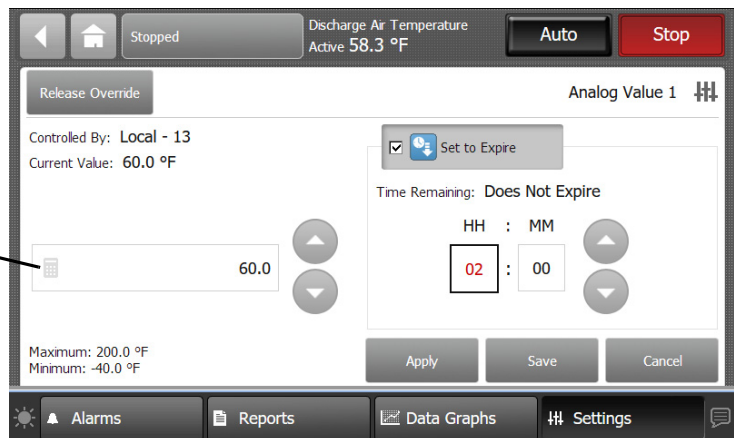 Stopped
Discharge Air Temperature
Active 58.3 °F
Auto
Stop
Release Override
Analog Value 1
Controlled By: Local - 13
Current Value: 60.0 °F
Set to Expire
Time Remaining: Does Not Expire
HH : MM
60.0
02 : 00
Maximum: 200.0 °F
Minimum: -40.0 °F
Apply
Save
Cancel
Alarms
Reports
Data Graphs
Settings